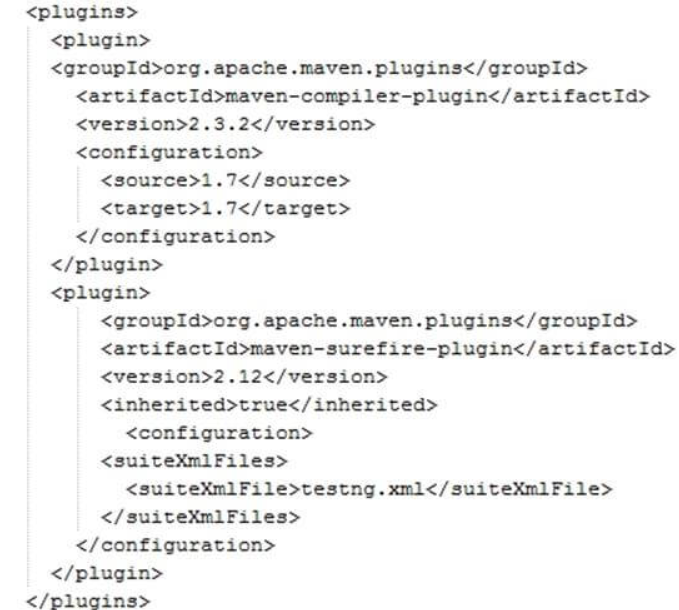 <plugins>
<plugin>
<groupId>org.apache.maven.plugins</groupId>
<artifactId>maven-compiler-plugin</artifactId>
<version>2.3.2</version>
<configuration>
<source>1.7</source>
<target>1.7</target>
</configuration>
</plugin>
<plugin>
<groupId>org.apache.maven.plugins</groupId>
<artifactId>maven-surefire-plugin</artifactId>
<version>2.12</version>
<inherited>true</inherited>
<configuration>
<suiteXmlFiles>
<suiteXmlFile>testng.xml</suiteXmlFile>
</suiteXmlFiles>
</configuration>
</plugin>
</plugins>